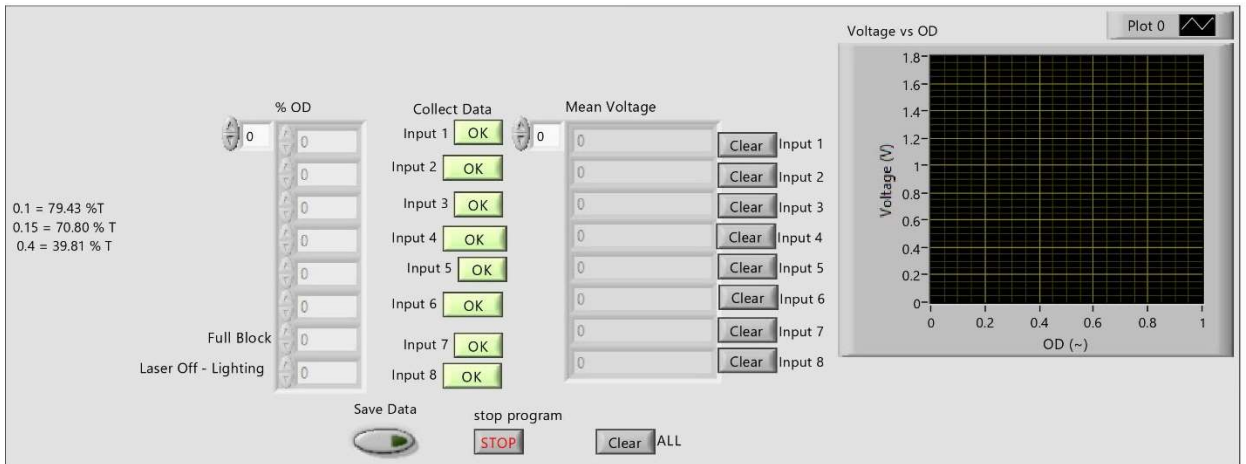 Voltage vs OD
Plot 0
% OD
Collect Data
Mean Voltage
0
0
0
0
0
0
0
0
Full Block
Laser Off - Lighting
0.1 = 79.43 %T
0.15 = 70.80 % T
0.4 = 39.81 % T
Input 1 OK
Input 2 OK
Input 3 OK
Input 4 OK
Input 5 OK
Input 6 OK
Input 7 OK
Input 8 OK
0
0
0
0
0
0
0
0
0
Clear Input 1
Clear Input 2
Clear Input 3
Clear Input 4
Clear Input 5
Clear Input 6
Clear Input 7
Clear Input 8
Voltage (V)
1.8
1.6
1.4
1.2
1
0.8
0.6
0.4
0.2
0
0 0.2 0.4 0.6 0.8 1
OD (~)
Save Data
stop program
STOP
Clear ALL